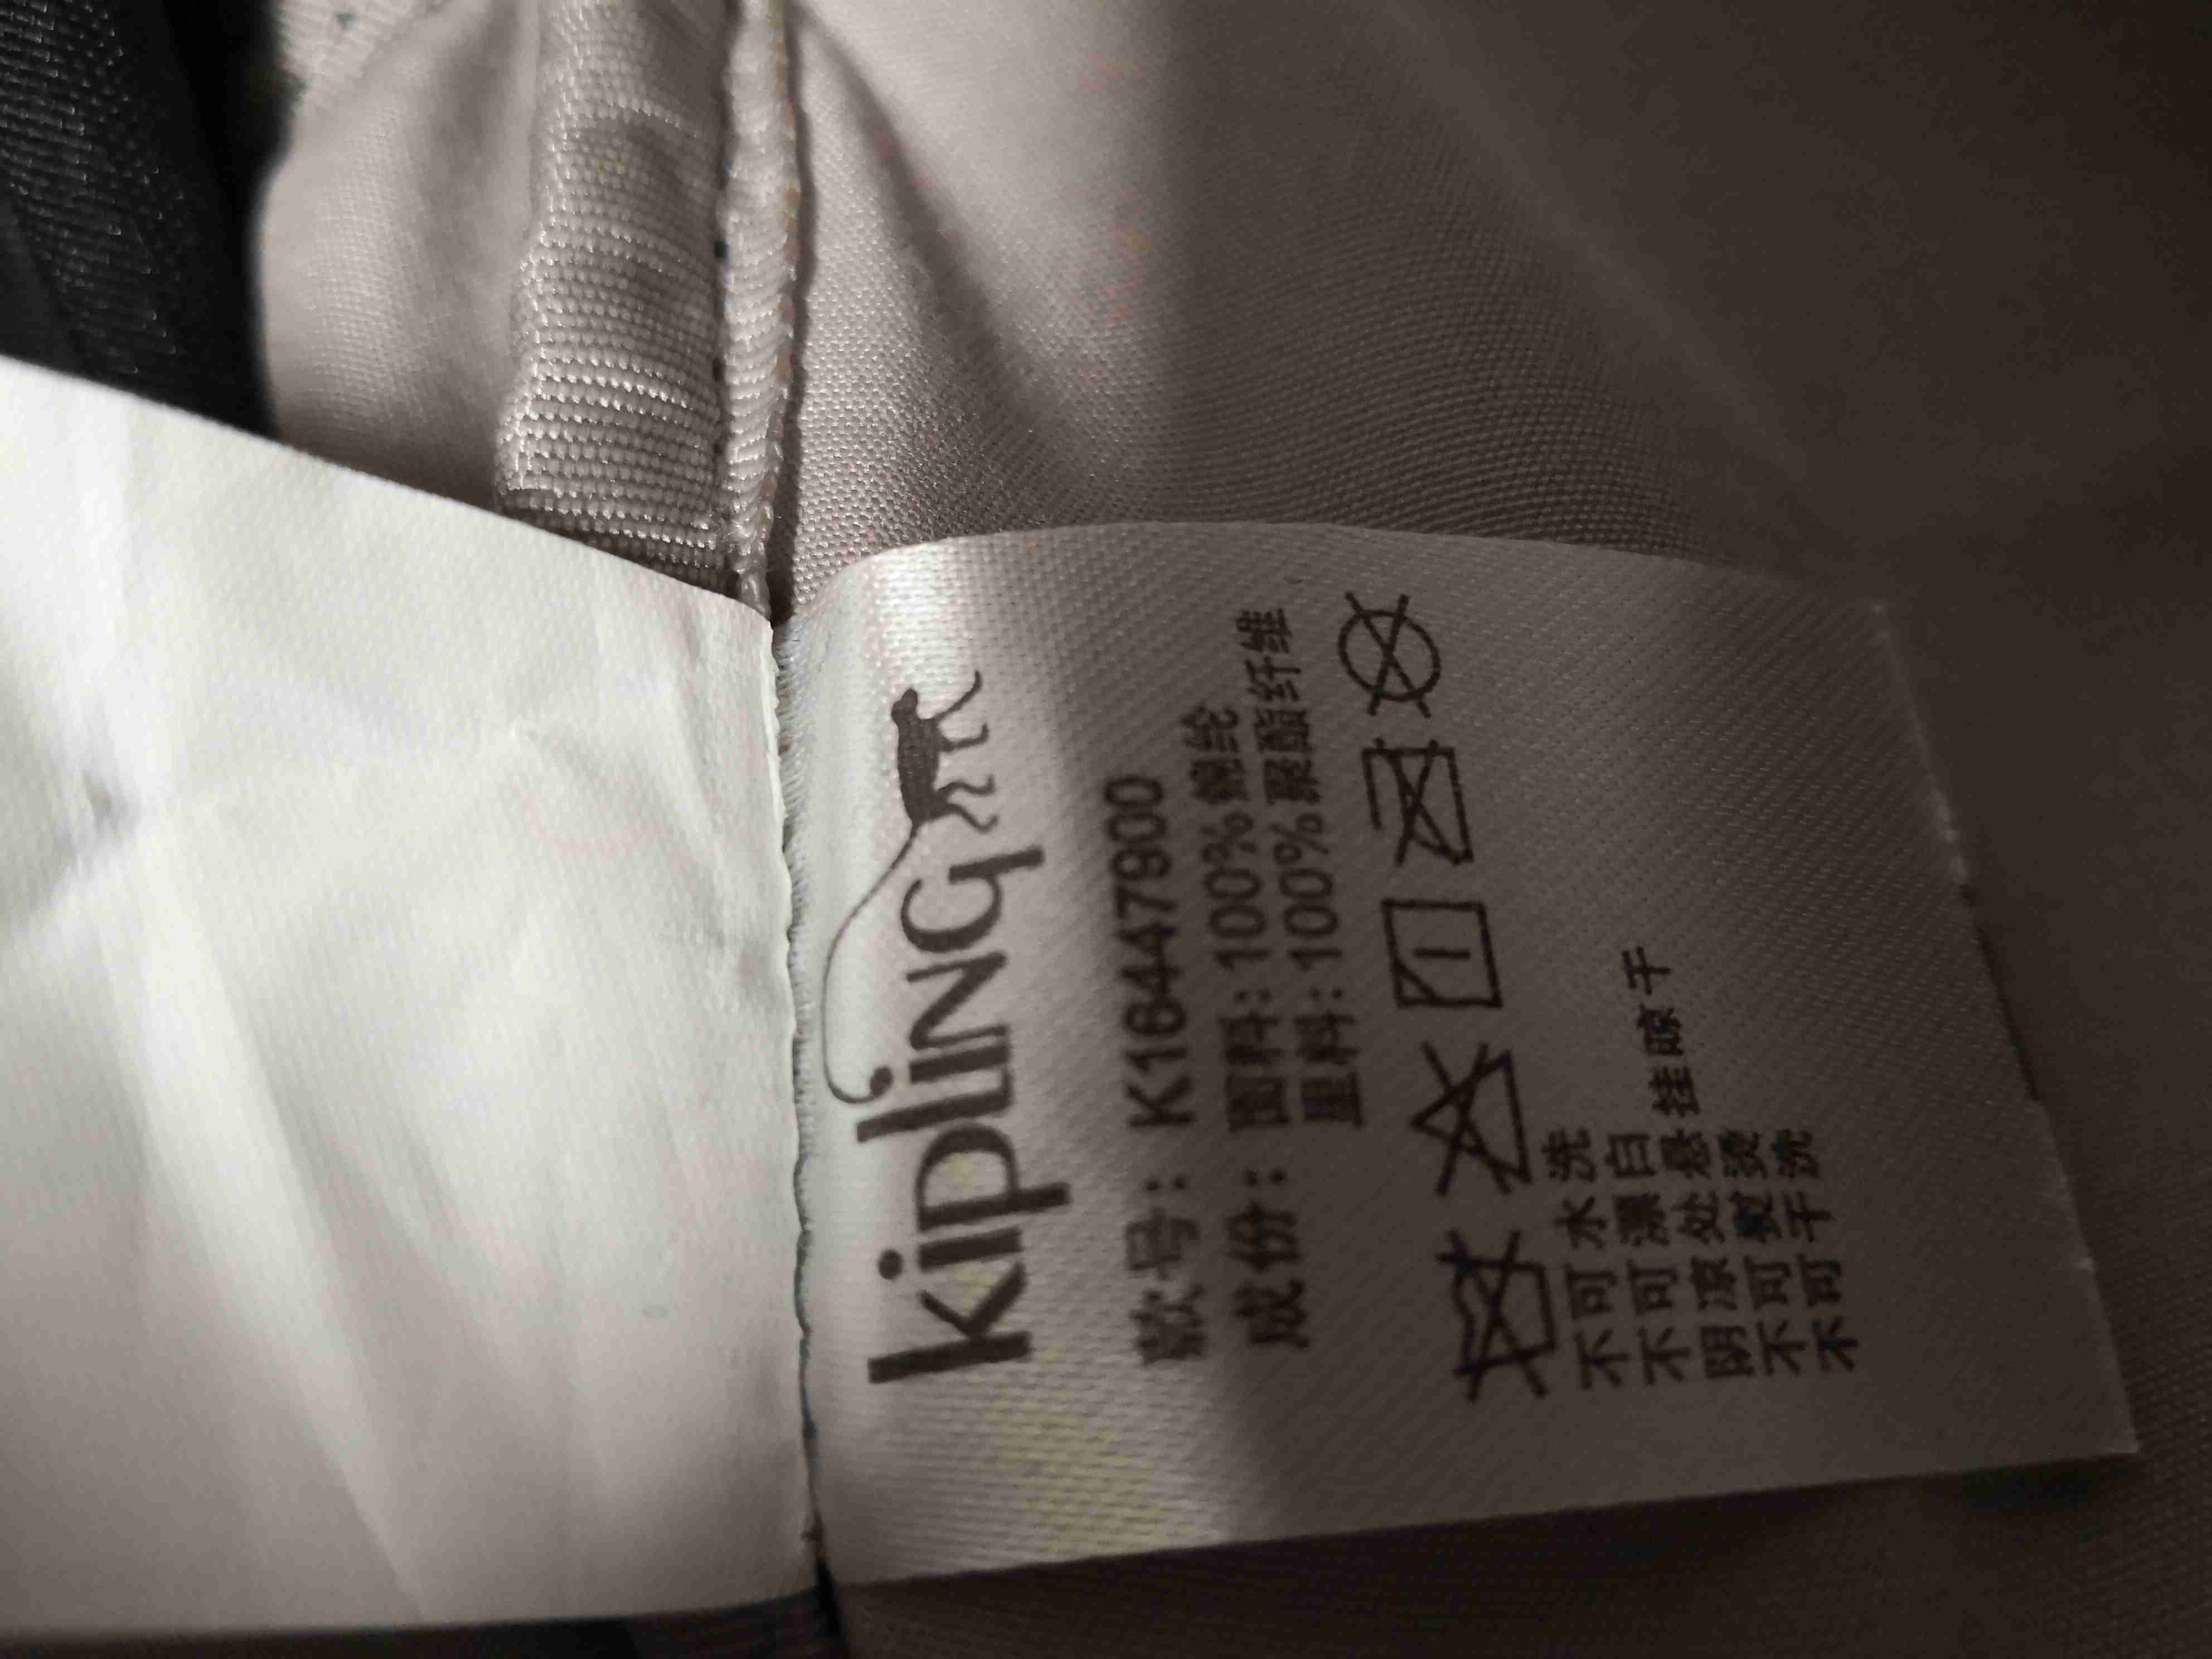 kipling
款号: K16447900
成份: 面料: 100% 锦纶
里料: 100% 聚酯纤维
不可水洗
不可漂白
阴凉处悬挂晾干
不可熨烫
不可干洗